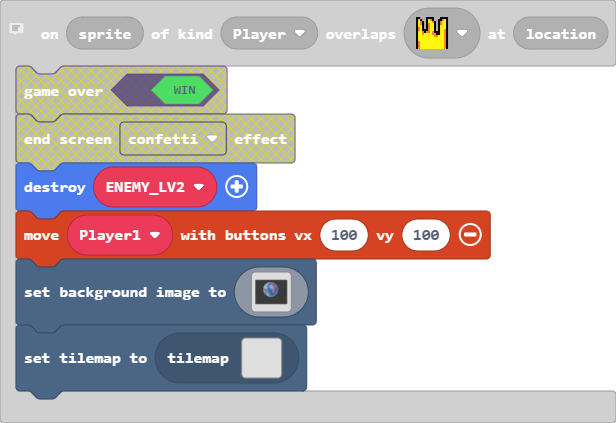 on sprite of kind Player overlaps at location
game over WIN
end screen confetti effect
destroy ENEMY_LV2
move Player1 with buttons vx 100 vy 100
set background image to
set tilemap to tilemap